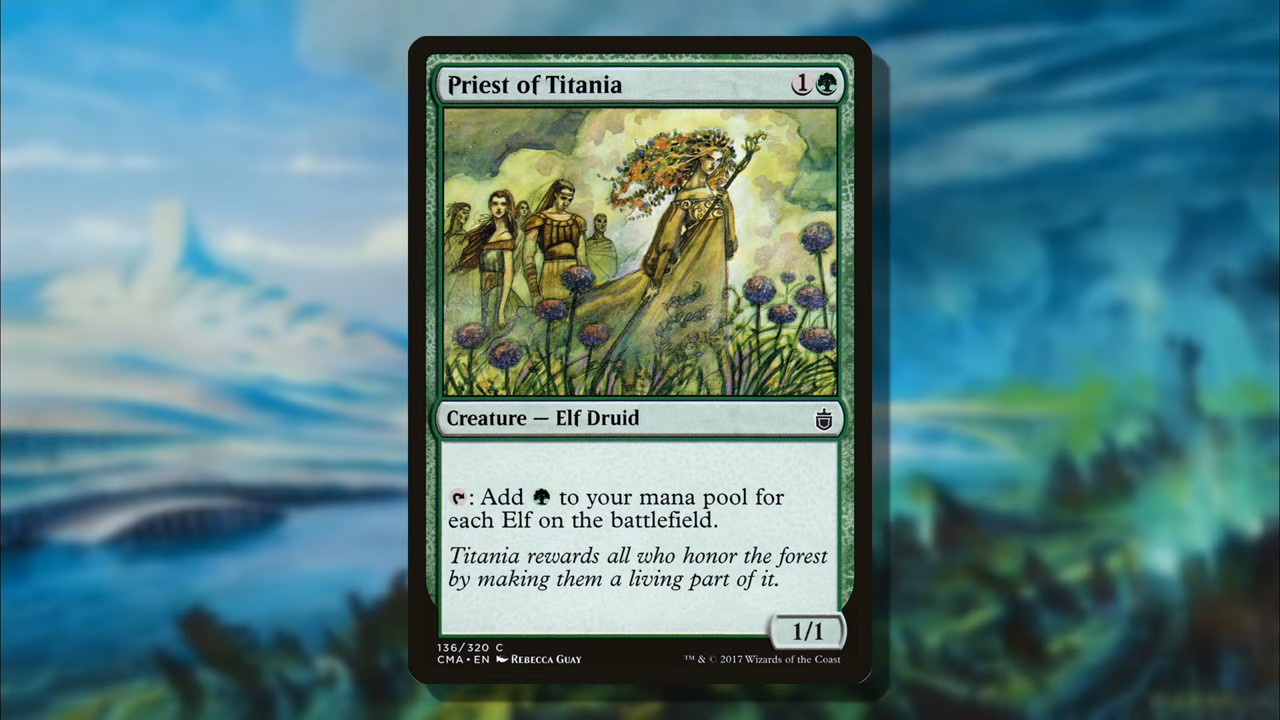 Priest of Titania 1
Creature — Elf Druid
: Add to your mana pool for
each Elf on the battlefield.
Titania rewards all who honor the forest
by making them a living part of it.
1/1
136/320 C
CMA • EN Rebecca Guay
™ & © 2017 Wizards of the Coast